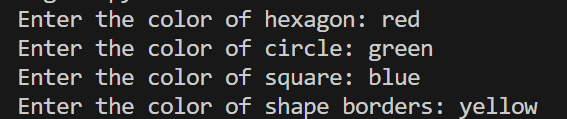 Enter the color of hexagon: red
Enter the color of circle: green
Enter the color of square: blue
Enter the color of shape borders: yellow